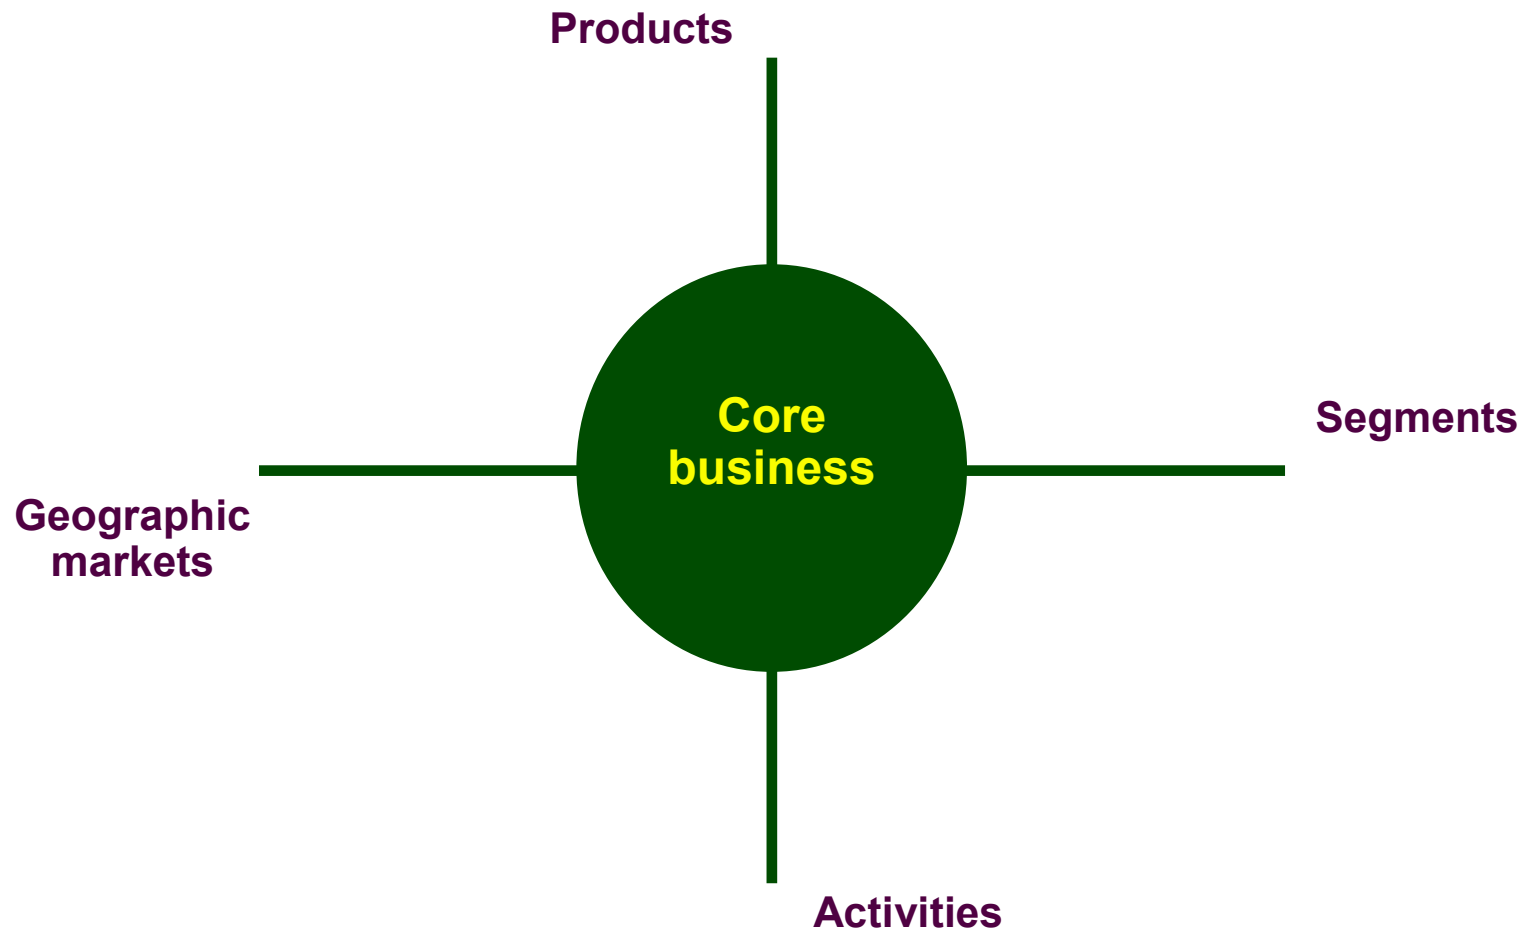 Products
Core
business
Segments
Geographic
markets
Activities